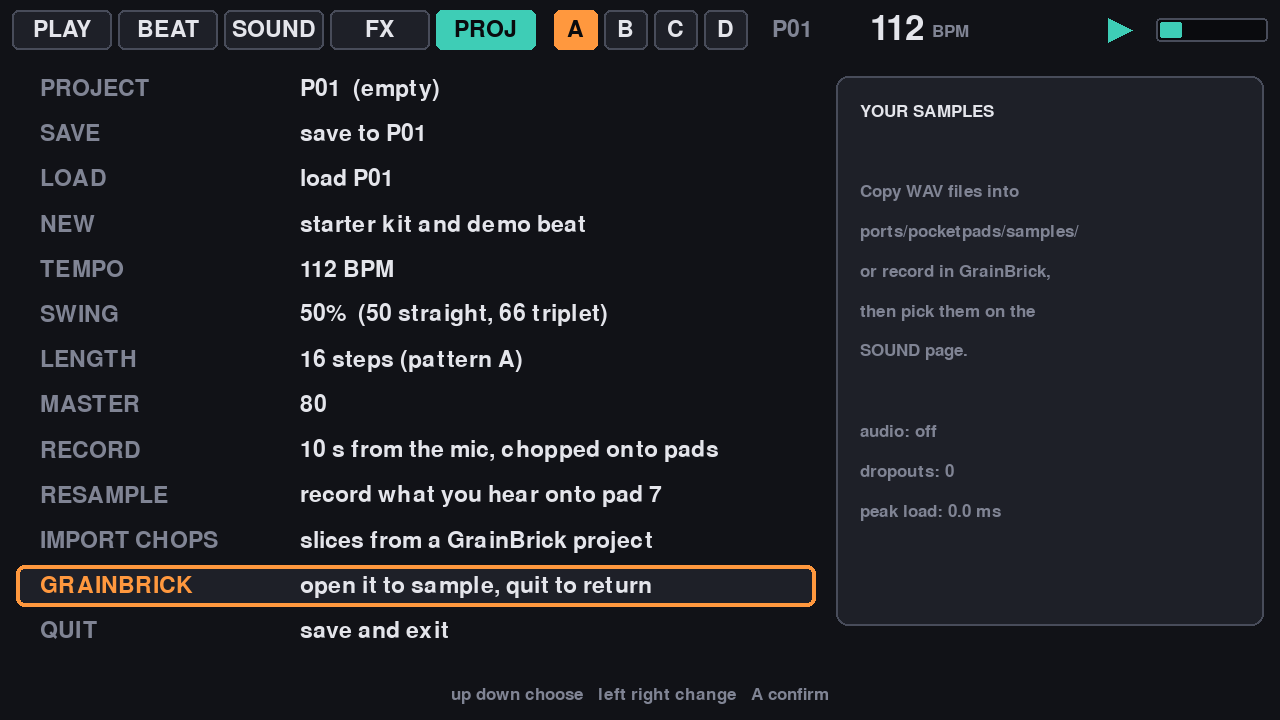 PLAY BEAT SOUND FX PROJ A B C D P01 112 BPM
PROJECT P01 (empty)
SAVE save to P01
LOAD load P01
NEW starter kit and demo beat
TEMPO 112 BPM
SWING 50% (50 straight, 66 triplet)
LENGTH 16 steps (pattern A)
MASTER 80
RECORD 10 s from the mic, chopped onto pads
RESAMPLE record what you hear onto pad 7
IMPORT CHOPS slices from a GrainBrick project
GRAINBRICK open it to sample, quit to return
QUIT save and exit
YOUR SAMPLES
Copy WAV files into
ports/pocketpads/samples/
or record in GrainBrick,
then pick them on the
SOUND page.
audio: off
dropouts: 0
peak load: 0.0 ms
up down choose left right change A confirm